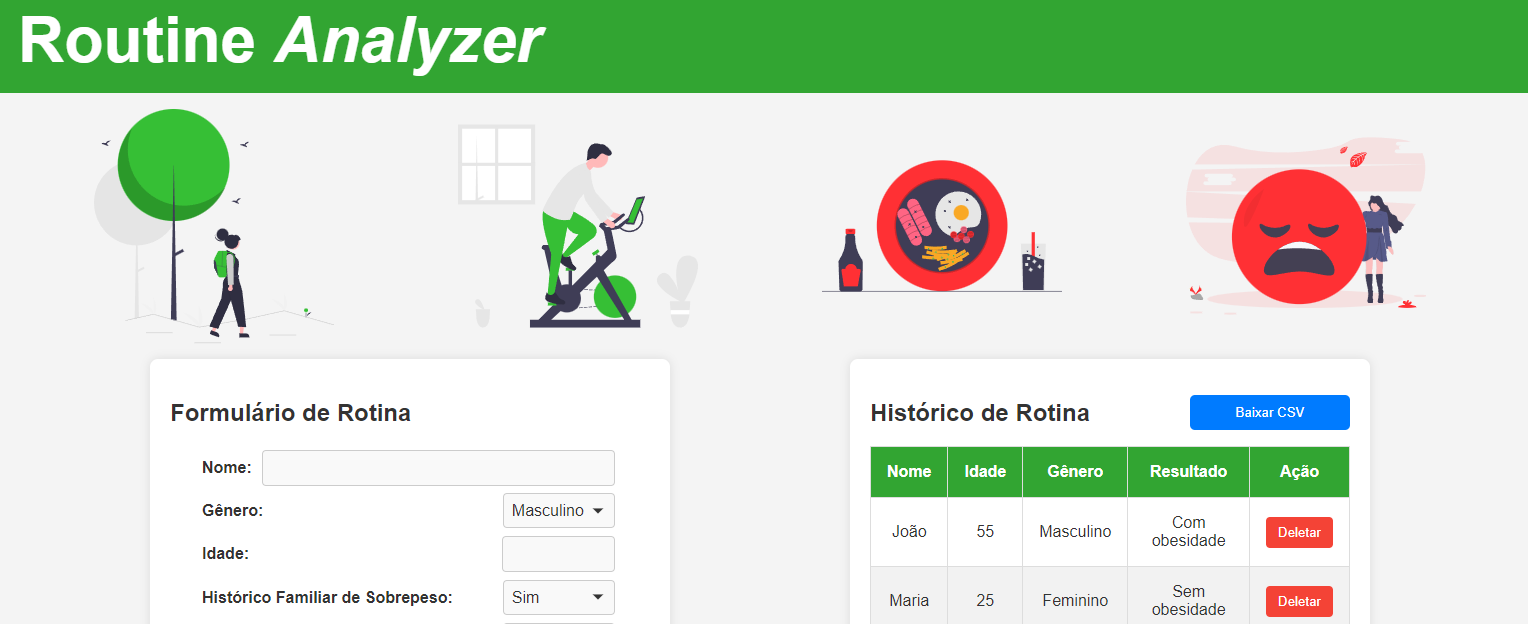 Routine Analyzer
Formulário de Rotina
Nome:
Gênero: Masculino
Idade:
Histórico Familiar de Sobrepeso: Sim
Histórico de Rotina Baixar CSV
Nome Idade Gênero Resultado Ação
João 55 Masculino Com obesidade Deletar
Maria 25 Feminino Sem obesidade Deletar